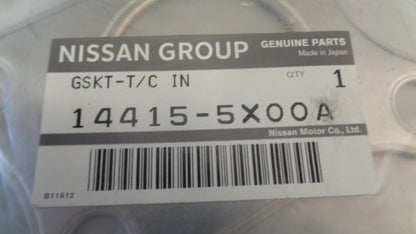 NISSAN GROUP GENUINE PARTS
Made in Japan
GSKT-T/C IN QTY 1
14415-5X00A
Nissan Motor Co., Ltd.
B11612